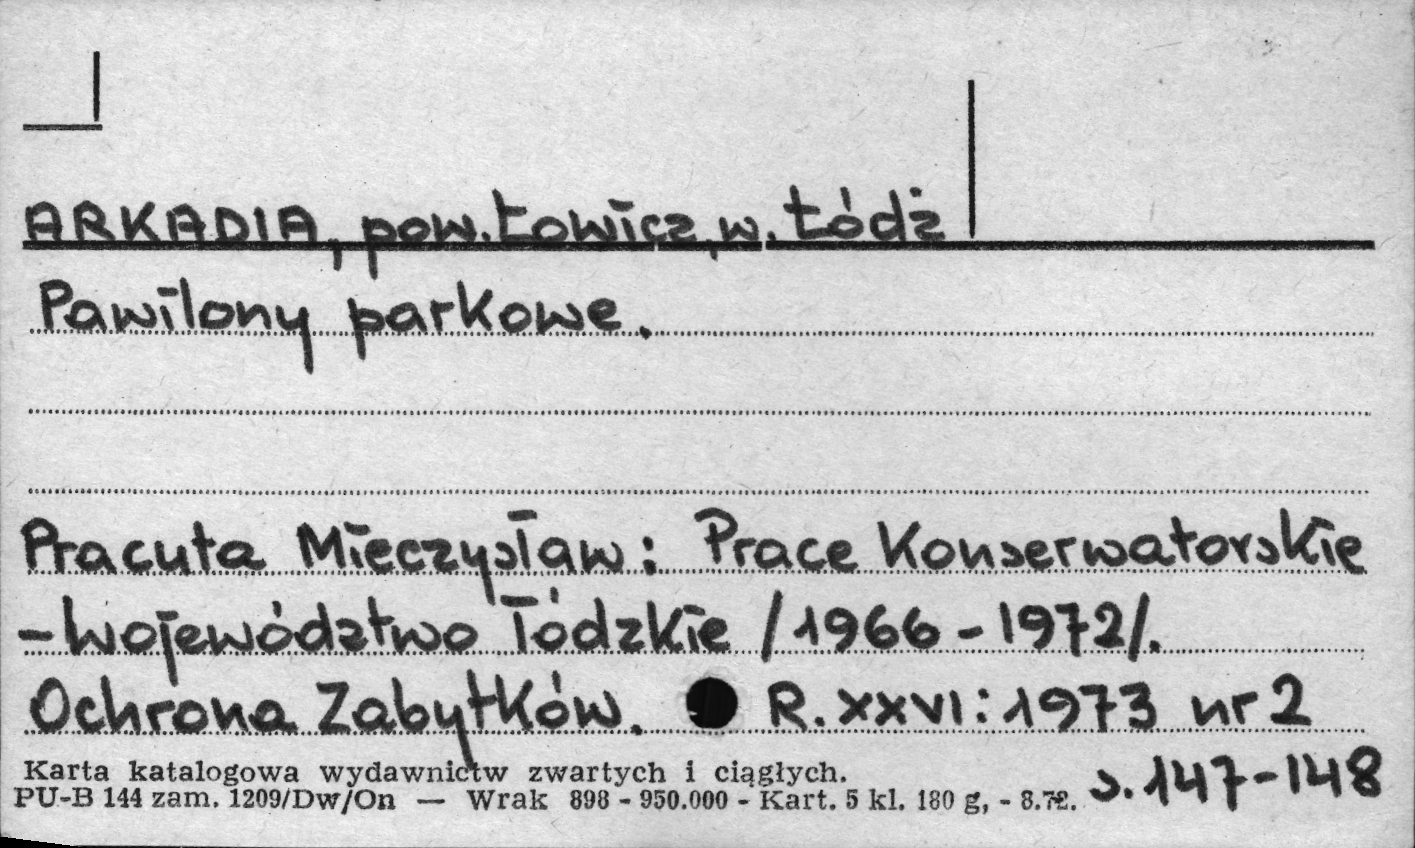 ARKADIA, pow. Łowicz, w. Łódź
Pawilony parkowe.
Pracuta Mieczysław: Prace Konserwatorskie
- Województwo łódzkie /1966-1972/.
Ochrona Zabytków. R. XXVI: 1973 nr 2
s. 147-148
Karta katalogowa wydawnictw zwartych i ciągłych.
PU-B 144 zam. 1209/Dw/On — Wrak 898 - 950.000 - Kart. 5 kl. 180 g, - 8.72.